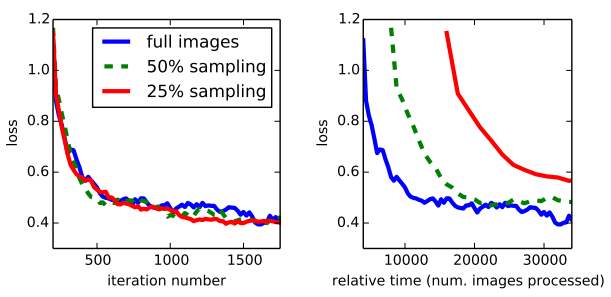 1.2
1.0
0.8
0.6
0.4
loss
full images
50% sampling
25% sampling
500
1000
1500
iteration number
1.2
1.0
0.8
0.6
0.4
loss
10000
20000
30000
relative time (num. images processed)